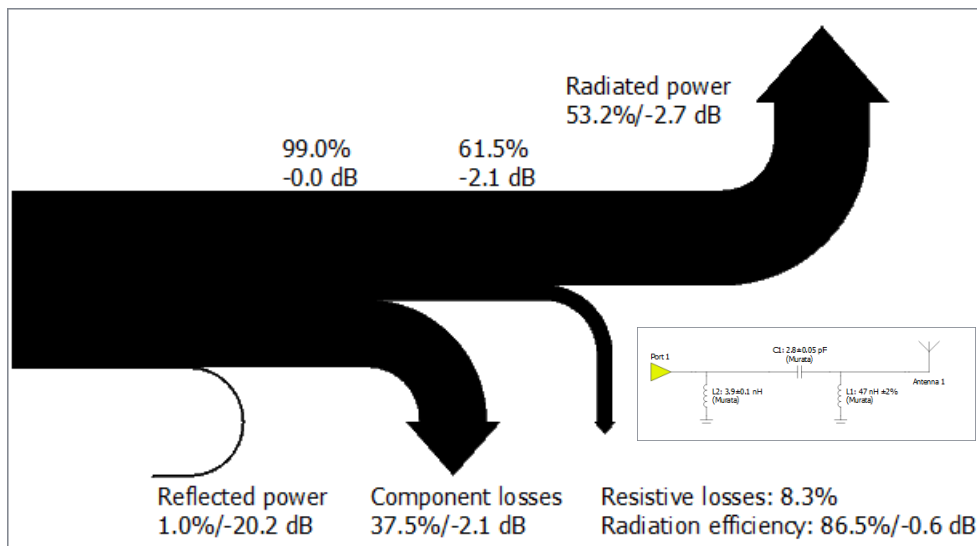 Radiated power
53.2%/-2.7 dB
99.0%
-0.0 dB
61.5%
-2.1 dB
Port 1
C1: 2.8±0.05 pF
(Murata)
L2: 3.9±0.1 nH
(Murata)
L1: 47 nH ±2%
(Murata)
Antenna 1
Reflected power
1.0%/-20.2 dB
Component losses
37.5%/-2.1 dB
Resistive losses: 8.3%
Radiation efficiency: 86.5%/-0.6 dB